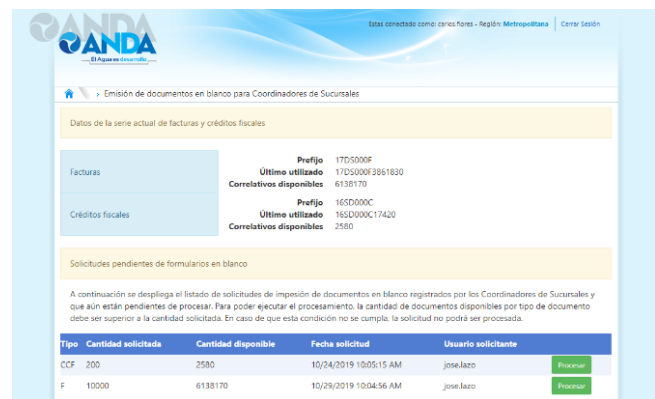 Estas conectado como: carlos.flores - Región: Metropolitana Cerrar Sesión
ANDA
ANDA
El Agua es desarrollo
> Emisión de documentos en blanco para Coordinadores de Sucursales
Datos de la serie actual de facturas y créditos fiscales
Facturas
Prefijo 17DS000F
Último utilizado 17DS000F3861830
Correlativos disponibles 6138170
Créditos fiscales
Prefijo 16SD000C
Último utilizado 16SD000C17420
Correlativos disponibles 2580
Solicitudes pendientes de formularios en blanco
A continuación se despliega el listado de solicitudes de impesión de documentos en blanco registrados por los Coordinadores de Sucursales y
que aún están pendientes de procesar. Para poder ejecutar el procesamiento, la cantidad de documentos disponibles por tipo de documento
debe ser superior a la cantidad solicitada. En caso de que esta condición no se cumpla, la solicitud no podrá ser procesada.
Tipo Cantidad solicitada Cantidad disponible Fecha solicitud Usuario solicitante
CCF 200 2580 10/24/2019 10:05:15 AM jose.lazo Procesar
F 10000 6138170 10/29/2019 10:04:56 AM jose.lazo Procesar